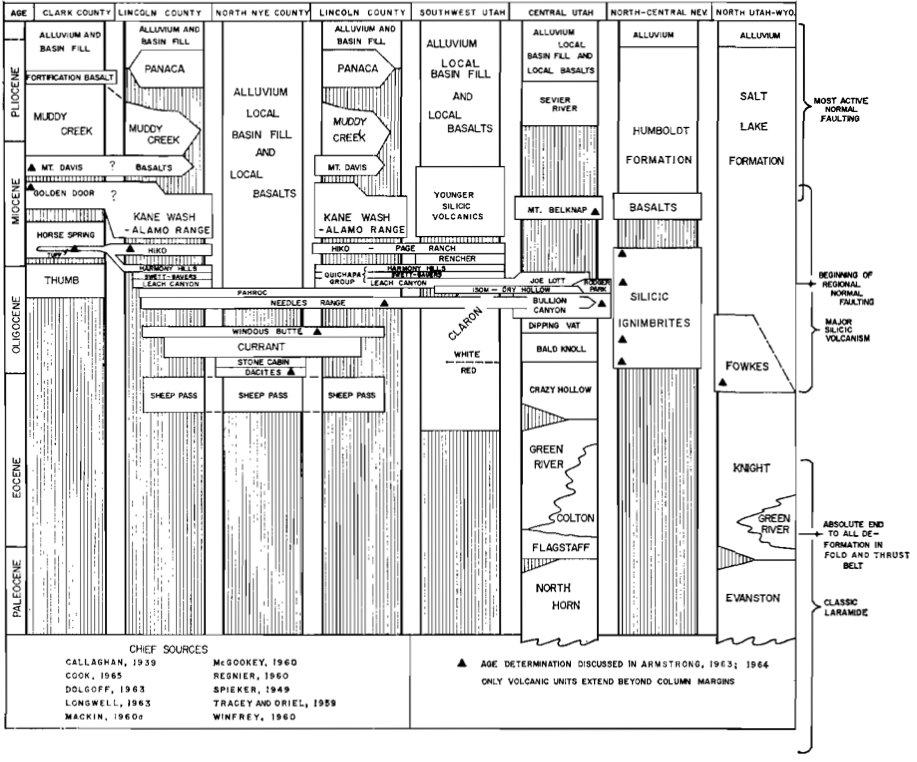 AGE CLARK COUNTY LINCOLN COUNTY NORTH NYE COUNTY LINCOLN COUNTY SOUTHWEST UTAH CENTRAL UTAH NORTH-CENTRAL NEV. NORTH UTAH-WYO.
PLIOCENE
MIOCENE
OLIGOCENE
EOCENE
PALEOCENE
ALLUVIUM AND
BASIN FILL
FORTIFICATION BASALT
MUDDY
CREEK
MT. DAVIS ? BASALTS
GOLDEN DOOR ?
HORSE SPRING
TUFF
THUMB
ALLUVIUM AND
BASIN FILL
PANACA
MUDDY
CREEK
KANE WASH
-ALAMO RANGE
HIKO
HARMONY HILLS
SWETT-BAUERS
LEACH CANYON
PAHROC
NEEDLES RANGE
WINDOUS BUTTE
CURRANT
STONE CABIN
DACITES
SHEEP PASS
SHEEP PASS
SHEEP PASS
ALLUVIUM
LOCAL
BASIN FILL
AND
LOCAL
BASALTS
ALLUVIUM AND
BASIN FILL
PANACA
MUDDY
CREEK
MT. DAVIS
KANE WASH
-ALAMO RANGE
HIKO - PAGE RANCH
RENCHER
QUICHAPA
GROUP
HARMONY HILLS
SWETT-BAUERS
LEACH CANYON
ISOM-DRY HOLLOW
ALLUVIUM
LOCAL
BASIN FILL
AND
LOCAL
BASALTS
YOUNGER
SILICIC
VOLCANICS
CLARON
WHITE
RED
ALLUVIUM
LOCAL
BASIN FILL AND
LOCAL BASALTS
SEVIER
RIVER
MT. BELKNAP
JOE LOTT
ROGER
PARK
BULLION
CANYON
DIPPING VAT
BALD KNOLL
CRAZY HOLLOW
GREEN
RIVER
COLTON
FLAGSTAFF
NORTH
HORN
ALLUVIUM
HUMBOLDT
FORMATION
BASALTS
SILICIC
IGNIMBRITES
ALLUVIUM
SALT
LAKE
FORMATION
FOWKES
KNIGHT
GREEN
RIVER
EVANSTON
MOST ACTIVE
NORMAL
FAULTING
BEGINNING OF
REGIONAL
NORMAL
FAULTING
MAJOR
SILICIC
VOLCANISM
ABSOLUTE END
TO ALL DE-
FORMATION IN
FOLD AND THRUST
BELT
CLASSIC
LARAMIDE
CHIEF SOURCES
CALLAGHAN, 1939 McGOOKEY, 1960
COOK, 1965 REGNIER, 1960
DOLGOFF, 1963 SPIEKER, 1949
LONGWELL, 1963 TRACEY AND ORIEL, 1959
MACKIN, 1960a WINFREY, 1960
▲ AGE DETERMINATION DISCUSSED IN ARMSTRONG, 1963; 1964
ONLY VOLCANIC UNITS EXTEND BEYOND COLUMN MARGINS